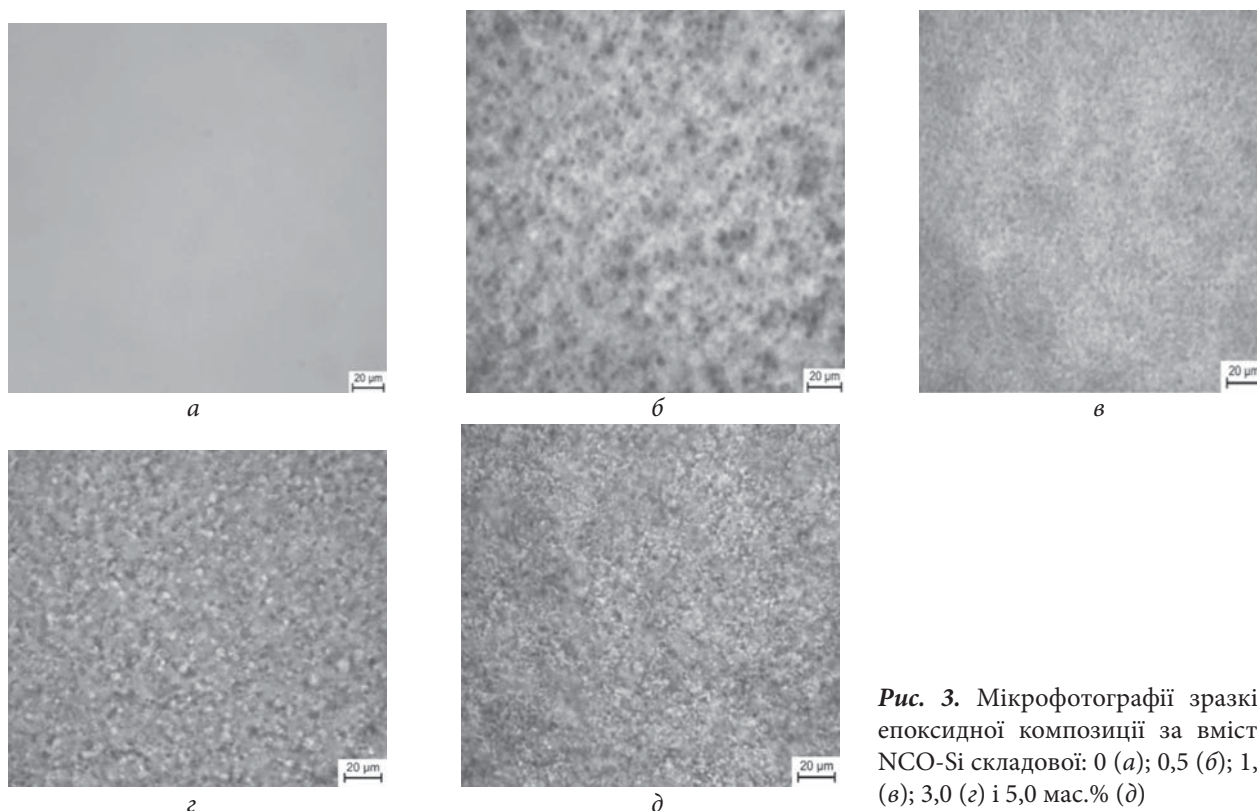 20 µm
20 µm
20 µm
а
б
в
20 µm
20 µm
г
д
Рис. 3. Мікрофотографії зразкі
епоксидної композиції за вміст
NCO-Si складової: 0 (а); 0,5 (б); 1,
(в); 3,0 (г) і 5,0 мас.% (д)